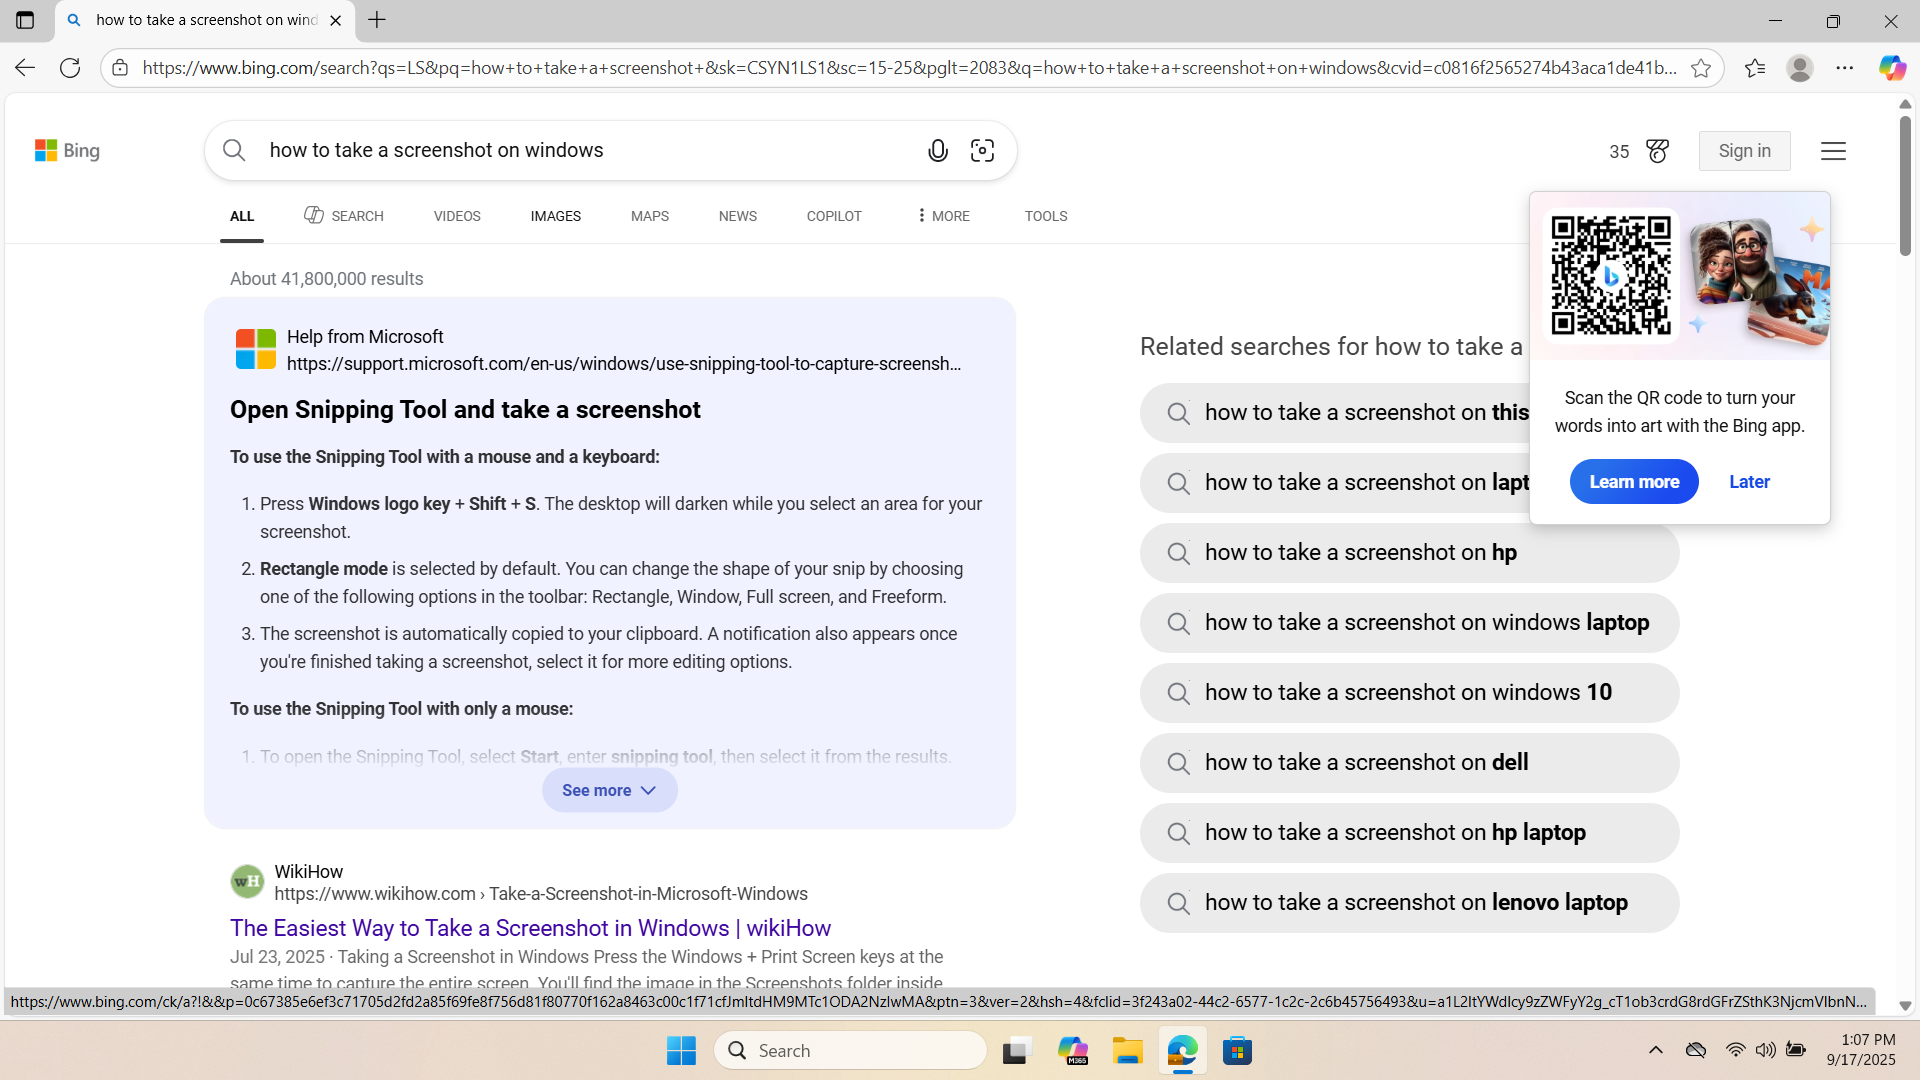 how to take a screenshot on wind
https://www.bing.com/search?qs=LS&pq=how+to+take+a+screenshot+&sk=CSYN1LS1&sc=15-25&pglt=2083&q=how+to+take+a+screenshot+on+windows&cvid=c0816f2565274b43aca1de41b...
Bing
how to take a screenshot on windows
35
Sign in
ALL
SEARCH
VIDEOS
IMAGES
MAPS
NEWS
COPILOT
MORE
TOOLS
About 41,800,000 results
Help from Microsoft
https://support.microsoft.com/en-us/windows/use-snipping-tool-to-capture-screensh...
Open Snipping Tool and take a screenshot
To use the Snipping Tool with a mouse and a keyboard:
1. Press Windows logo key + Shift + S. The desktop will darken while you select an area for your
screenshot.
2. Rectangle mode is selected by default. You can change the shape of your snip by choosing
one of the following options in the toolbar: Rectangle, Window, Full screen, and Freeform.
3. The screenshot is automatically copied to your clipboard. A notification also appears once
you're finished taking a screenshot, select it for more editing options.
To use the Snipping Tool with only a mouse:
1. To open the Snipping Tool, select Start, enter snipping tool, then select it from the results.
See more
WikiHow
wH
https://www.wikihow.com › Take-a-Screenshot-in-Microsoft-Windows
The Easiest Way to Take a Screenshot in Windows | wikiHow
Jul 23, 2025 · Taking a Screenshot in Windows Press the Windows + Print Screen keys at the
same time to capture the entire screen. You'll find the image in the Screenshots folder inside
Related searches for how to take a
how to take a screenshot on this
how to take a screenshot on lapt
how to take a screenshot on hp
how to take a screenshot on windows laptop
how to take a screenshot on windows 10
how to take a screenshot on dell
how to take a screenshot on hp laptop
how to take a screenshot on lenovo laptop
Scan the QR code to turn your
words into art with the Bing app.
Learn more
Later
https://www.bing.com/ck/a?!&&p=0c67385e6ef3c71705d2fd2a85f69fe8f756d81f80770f162a8463c00c1f71cfJmltdHM9MTc1ODA2NzIwMA&ptn=3&ver=2&hsh=4&fclid=3f243a02-44c2-6577-1c2c-2c6b45756493&u=a1L2ltYWdlcy9zZWFyY2g_cT1ob3crdG8rdGFrZSthK3NjcmVlbnN...
Search
M365
1:07 PM
9/17/2025